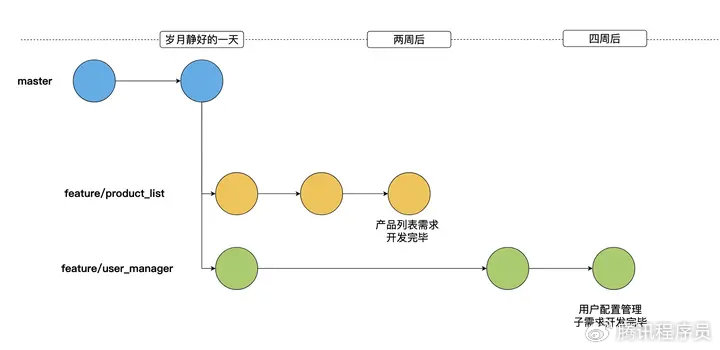 岁月静好的一天
两周后
四周后
master
feature/product_list
产品列表需求
开发完毕
feature/user_manager
用户配置管理
子需求开发完毕
@腾讯程序员